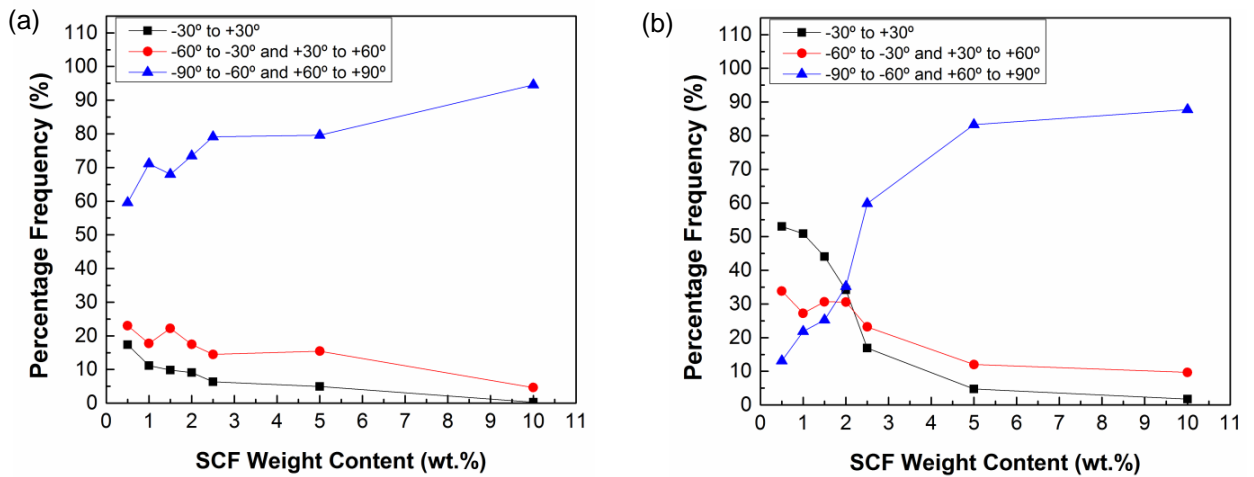 (a)
-30º to +30º
-60º to -30º and +30º to +60º
-90º to -60º and +60º to +90º
Percentage Frequency (%)
110
100
90
80
70
60
50
40
30
20
10
0
0 1 2 3 4 5 6 7 8 9 10 11
SCF Weight Content (wt.%)
(b)
-30º to +30º
-60º to -30º and +30º to +60º
-90º to -60º and +60º to +90º
Percentage Frequency (%)
110
100
90
80
70
60
50
40
30
20
10
0
0 1 2 3 4 5 6 7 8 9 10 11
SCF Weight Content (wt.%)